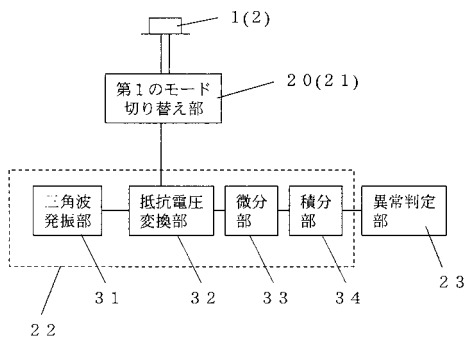 1(2)
第1のモード
切り替え部
20(21)
三角波
発振部
抵抗電圧
変換部
微分
部
積分
部
異常判定
部
31
32
33
34
23
22